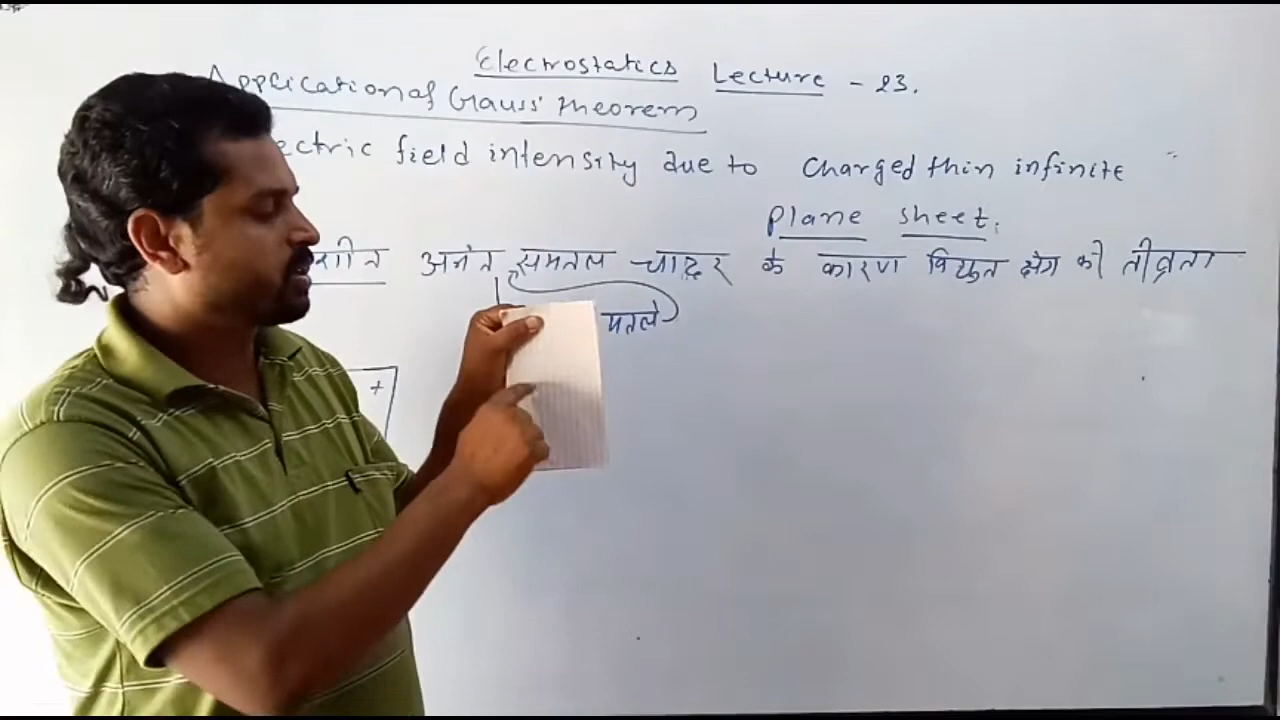 Electrostatics Lecture - 23.
Application of Gauss' theorem
ectric field intensity due to charged thin infinite
plane sheet.
अनंत समतल चादर के कारण विद्युत क्षेत्र की तीव्रता
पतले
+